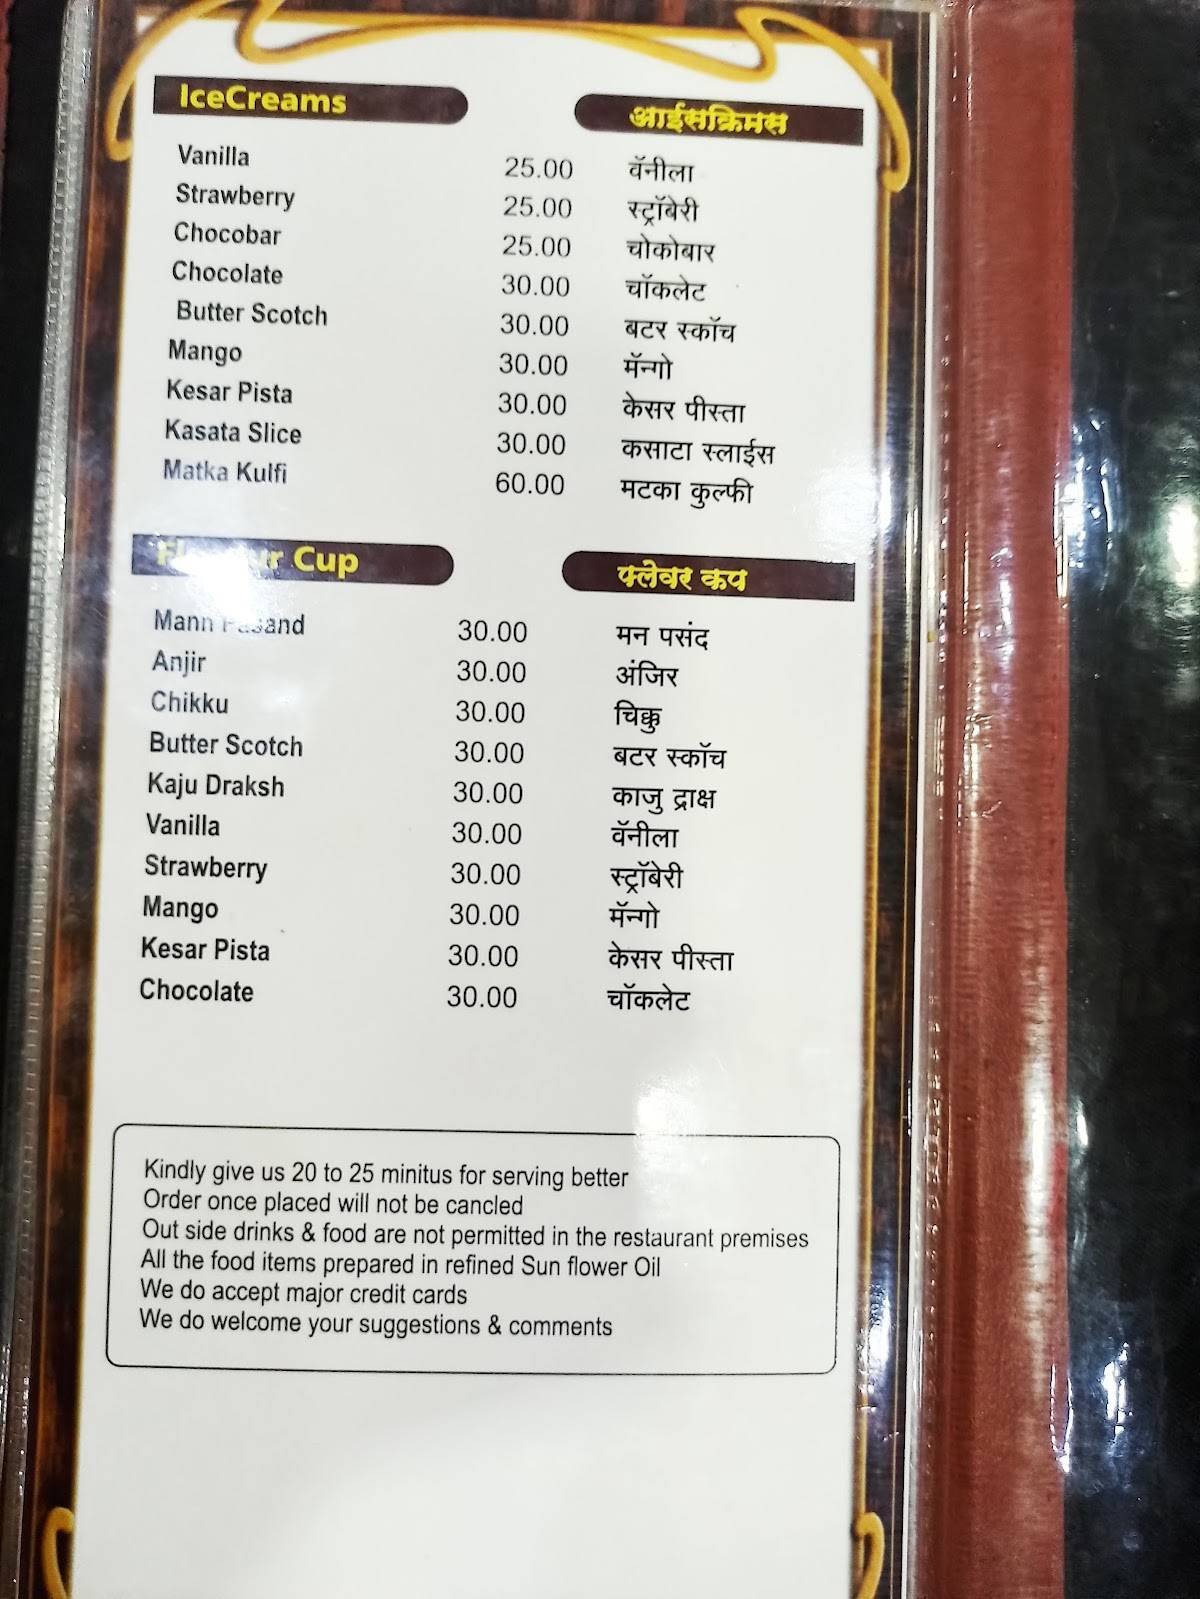 IceCreams आईसक्रिमस
Vanilla 25.00 वॅनीला
Strawberry 25.00 स्ट्रॉबेरी
Chocobar 25.00 चोकोबार
Chocolate 30.00 चॉकलेट
Butter Scotch 30.00 बटर स्कॉच
Mango 30.00 मॅन्गो
Kesar Pista 30.00 केसर पीस्ता
Kasata Slice 30.00 कसाटा स्लाईस
Matka Kulfi 60.00 मटका कुल्फी
Flavour Cup फ्लेवर कप
Mann Pasand 30.00 मन पसंद
Anjir 30.00 अंजिर
Chikku 30.00 चिक्कु
Butter Scotch 30.00 बटर स्कॉच
Kaju Draksh 30.00 काजु द्राक्ष
Vanilla 30.00 वॅनीला
Strawberry 30.00 स्ट्रॉबेरी
Mango 30.00 मॅन्गो
Kesar Pista 30.00 केसर पीस्ता
Chocolate 30.00 चॉकलेट
Kindly give us 20 to 25 minitus for serving better
Order once placed will not be cancled
Out side drinks & food are not permitted in the restaurant premises
All the food items prepared in refined Sun flower Oil
We do accept major credit cards
We do welcome your suggestions & comments